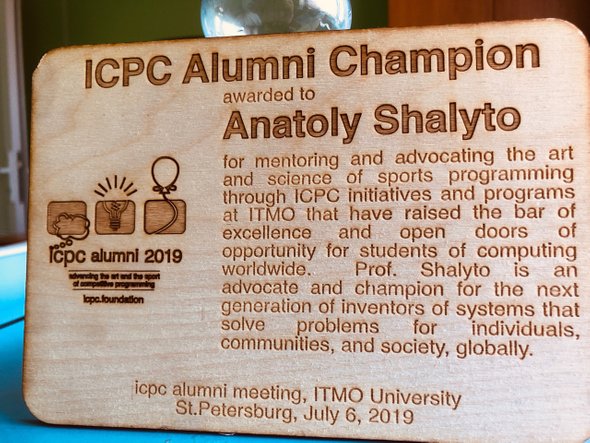 ICPC Alumni Champion
awarded to
Anatoly Shalyto
for mentoring and advocating the art
and science of sports programming
through ICPC initiatives and programs
at ITMO that have raised the bar of
excellence and open doors of
opportunity for students of computing
worldwide. Prof. Shalyto is an
advocate and champion for the next
generation of inventors of systems that
solve problems for individuals,
communities, and society, globally.
icpc alumni 2019
advancing the art and the sport
of competitive programming
icpc.foundation
icpc alumni meeting, ITMO University
St.Petersburg, July 6, 2019